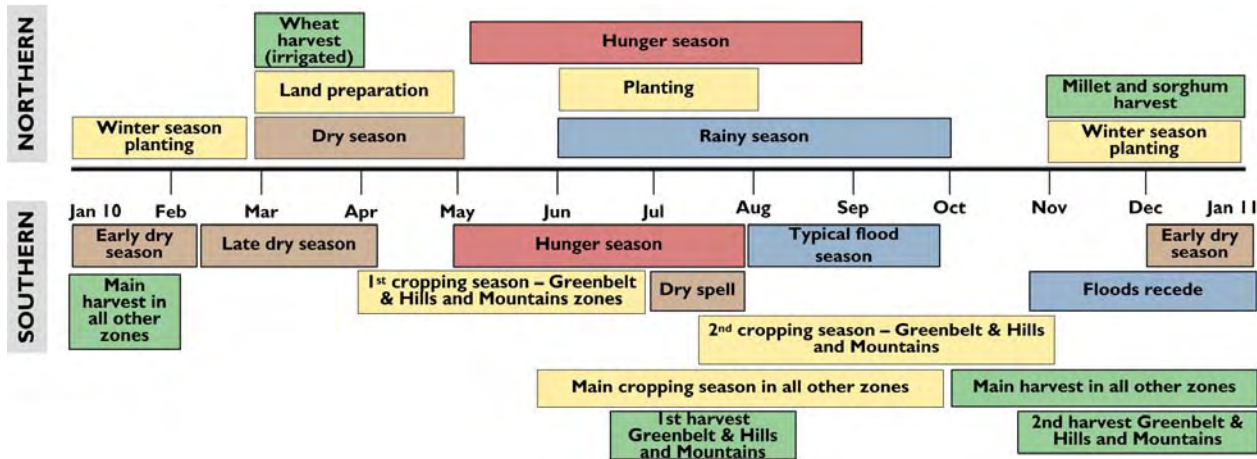 NORTHERN
Wheat
harvest
(irrigated)
Hunger season
Land preparation
Planting
Millet and sorghum
harvest
Winter season
planting
Dry season
Rainy season
Winter season
planting
Jan 10 Feb Mar Apr May Jun Jul Aug Sep Oct Nov Dec Jan 11
SOUTHERN
Early dry
season
Late dry season
Hunger season
Typical flood
season
Early dry
season
Main
harvest in
all other
zones
1st cropping season – Greenbelt
& Hills and Mountains zones
Dry spell
Floods recede
2nd cropping season – Greenbelt & Hills
and Mountains
Main cropping season in all other zones
Main harvest in all other zones
1st harvest
Greenbelt & Hills
and Mountains
2nd harvest Greenbelt &
Hills and Mountains